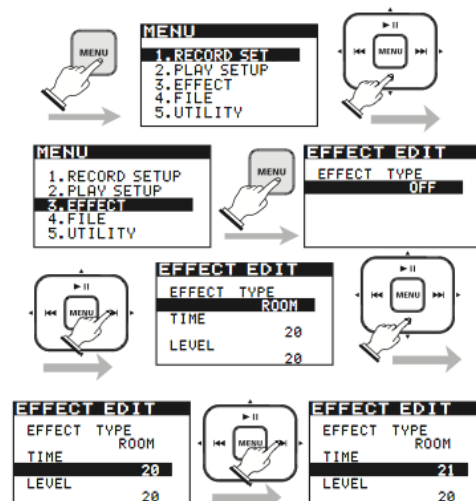 MENU
MENU
1.RECORD SET
2.PLAY SETUP
3.EFFECT
4.FILE
5.UTILITY
MENU
MENU
1.RECORD SETUP
2.PLAY SETUP
3.EFFECT
4.FILE
5.UTILITY
MENU
EFFECT EDIT
EFFECT TYPE
OFF
MENU
EFFECT EDIT
EFFECT TYPE
ROOM
TIME
20
LEVEL
20
MENU
EFFECT EDIT
EFFECT TYPE
ROOM
TIME
20
LEVEL
20
MENU
EFFECT EDIT
EFFECT TYPE
ROOM
TIME
21
LEVEL
20